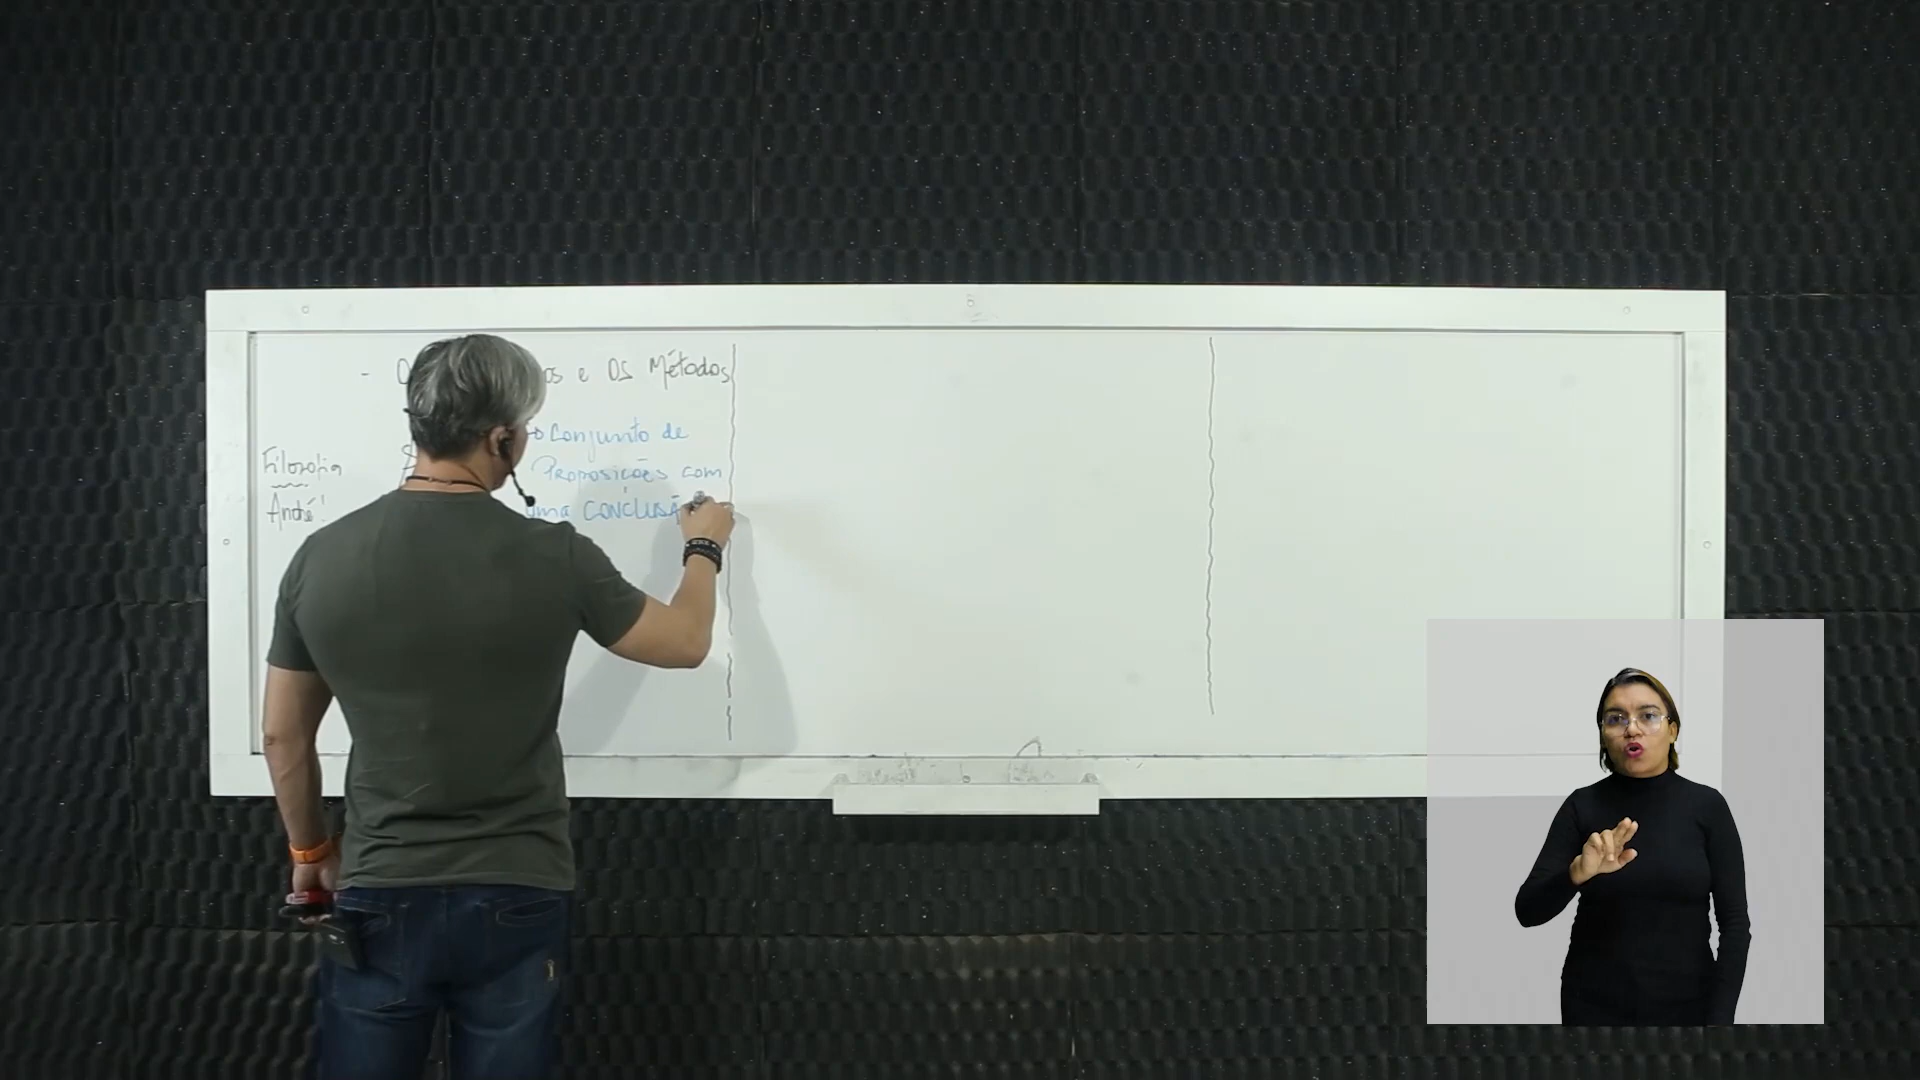 - os e os Métodos
Conjunto de
Proposições com
uma CONCLUSÃ
Filosofia
André!